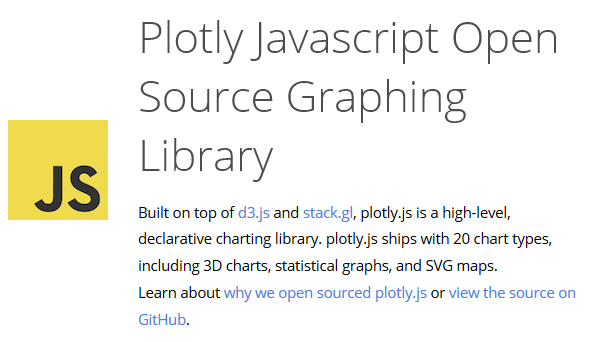 Plotly Javascript Open
Source Graphing
Library
JS
Built on top of d3.js and stack.gl, plotly.js is a high-level,
declarative charting library. plotly.js ships with 20 chart types,
including 3D charts, statistical graphs, and SVG maps.
Learn about why we open sourced plotly.js or view the source on
GitHub.